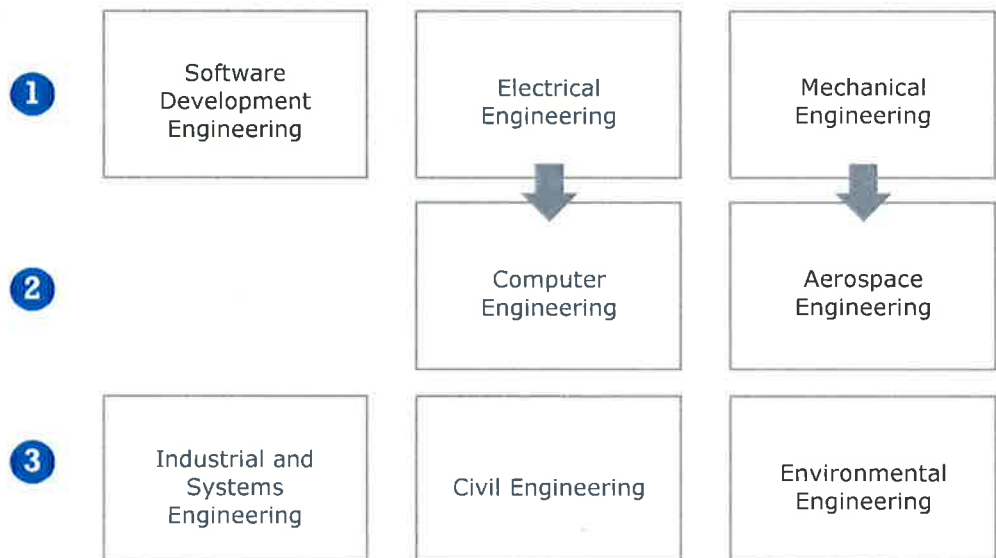 1
Software
Development
Engineering
Electrical
Engineering
Mechanical
Engineering
2
Computer
Engineering
Aerospace
Engineering
3
Industrial and
Systems
Engineering
Civil Engineering
Environmental
Engineering